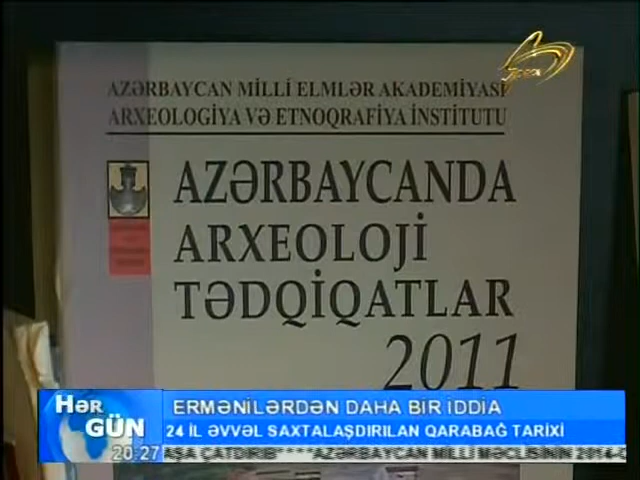 AZƏRBAYCAN MİLLİ ELMLƏR AKADEMİYASI
ARXEOLOGİYA VƏ ETNOQRAFİYA İNSTİTUTU
AZƏRBAYCANDA
ARXEOLOJİ
TƏDQİQATLAR
2011
HƏR GÜN
ERMƏNİLƏRDƏN DAHA BİR İDDİA
24 İL ƏVVƏL SAXTALAŞDIRILAN QARABAĞ TARİXİ
20:27
AŞA ÇATDIRIB****AZƏRBAYCAN MİLLİ MƏCLİSİNİN 2014-